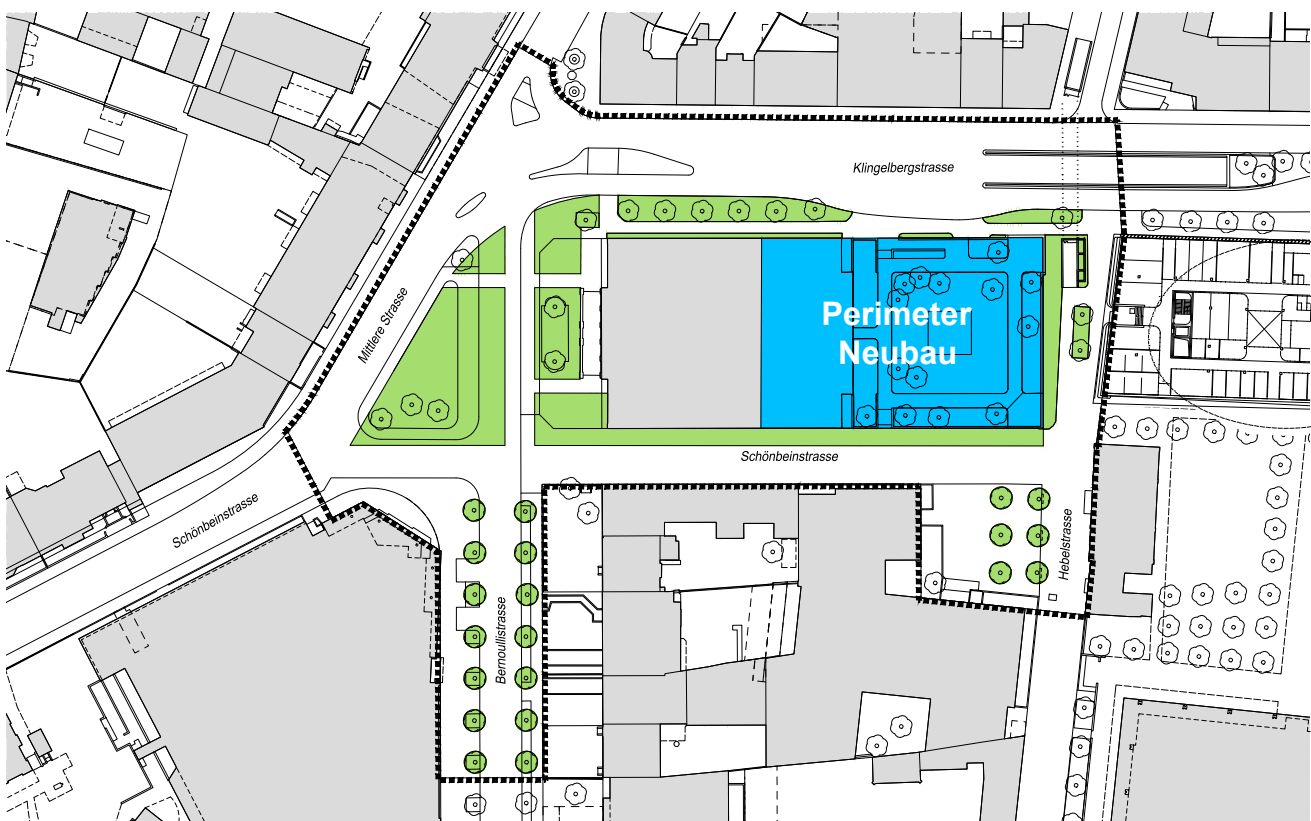 Klingelbergstrasse
Mittlere Strasse
Perimeter
Neubau
Schönbeinstrasse
Schönbeinstrasse
Hebelstrasse
Bernoullistrasse